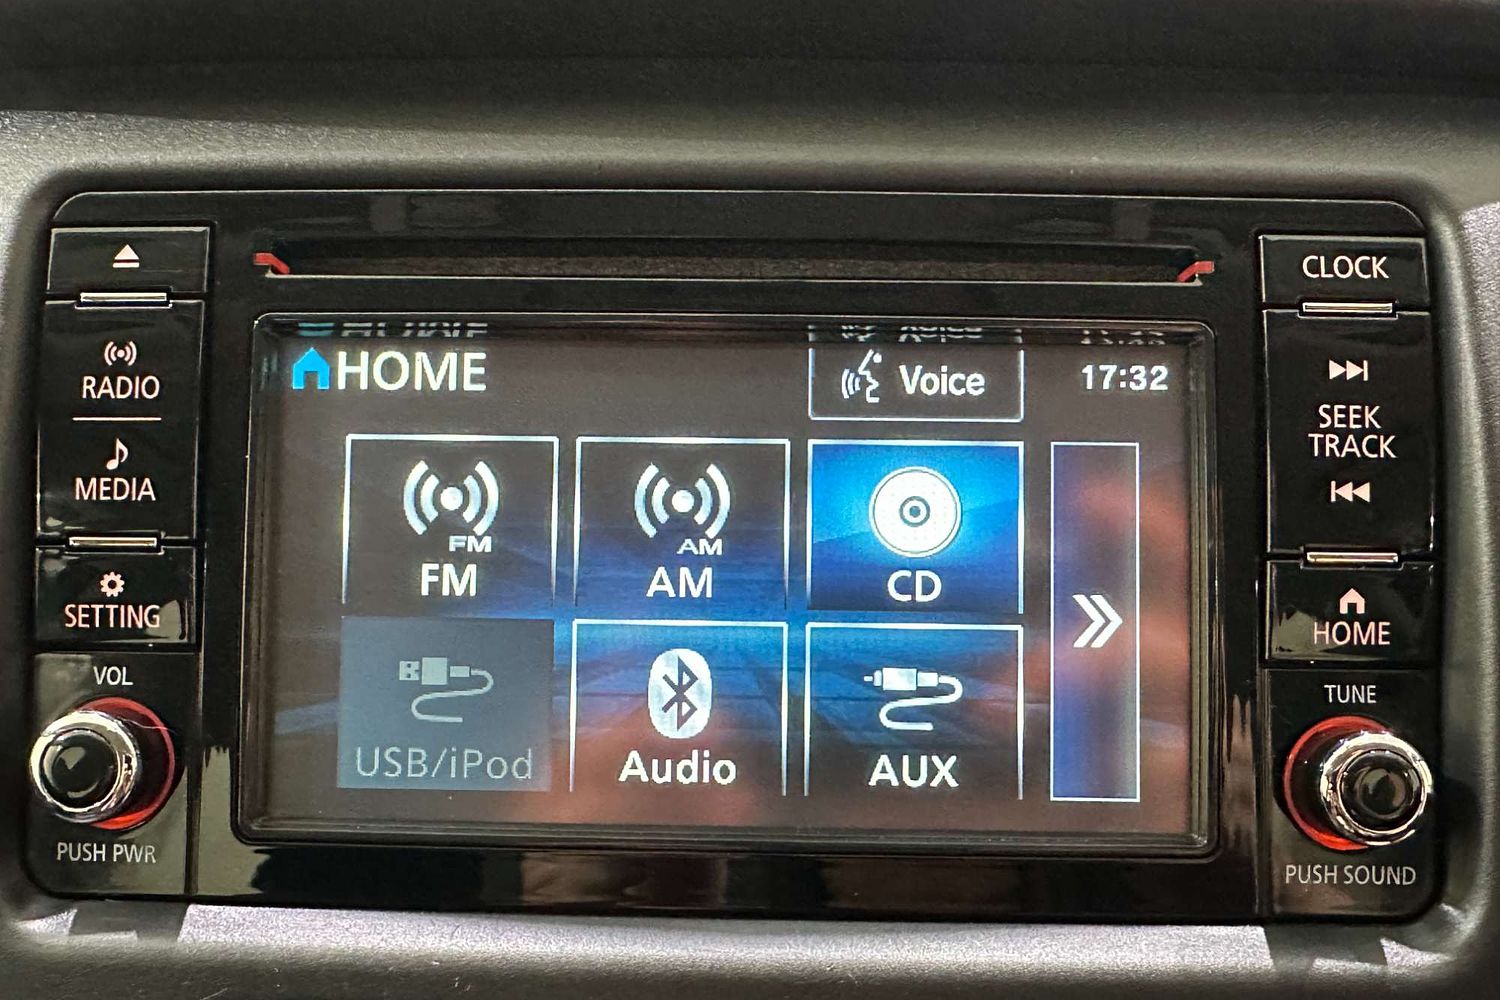 CLOCK
RADIO
MEDIA
SETTING
VOL
PUSH PWR
HOME
Voice
17:32
FM
FM
AM
AM
CD
USB/iPod
Audio
AUX
SEEK
TRACK
HOME
TUNE
PUSH SOUND